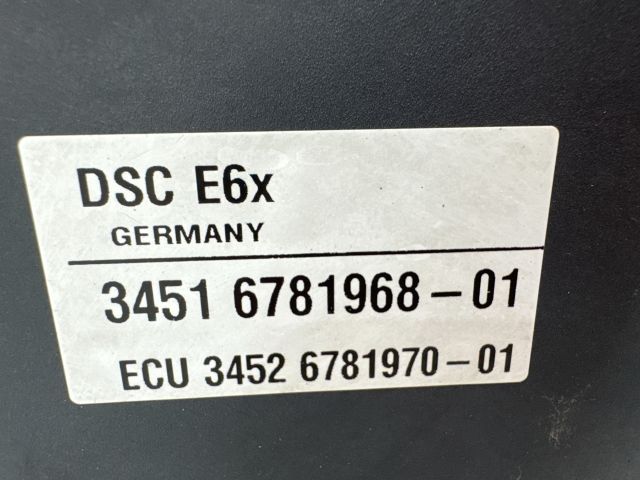 DSC E6x
GERMANY
3451 6781968-01
ECU 3452 6781970-01